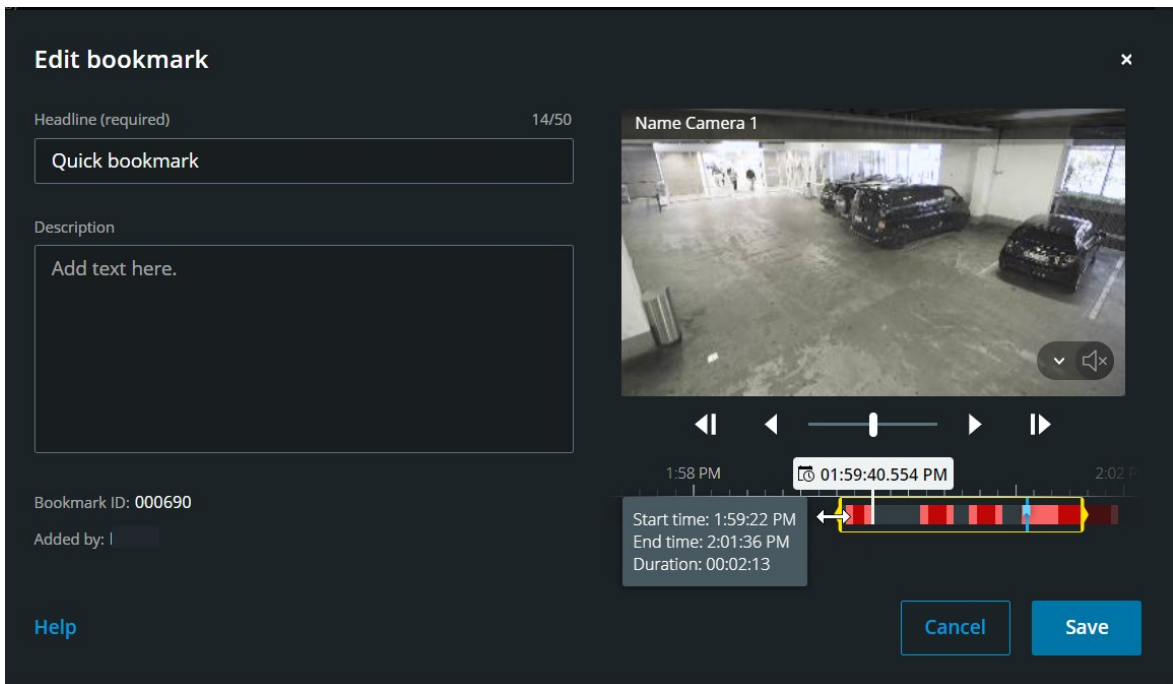 Edit bookmark
Headline (required) 14/50
Quick bookmark
Description
Add text here.
Bookmark ID: 000690
Added by:
Name Camera 1
1:58 PM 01:59:40.554 PM 2:02
Start time: 1:59:22 PM
End time: 2:01:36 PM
Duration: 00:02:13
Help Cancel Save